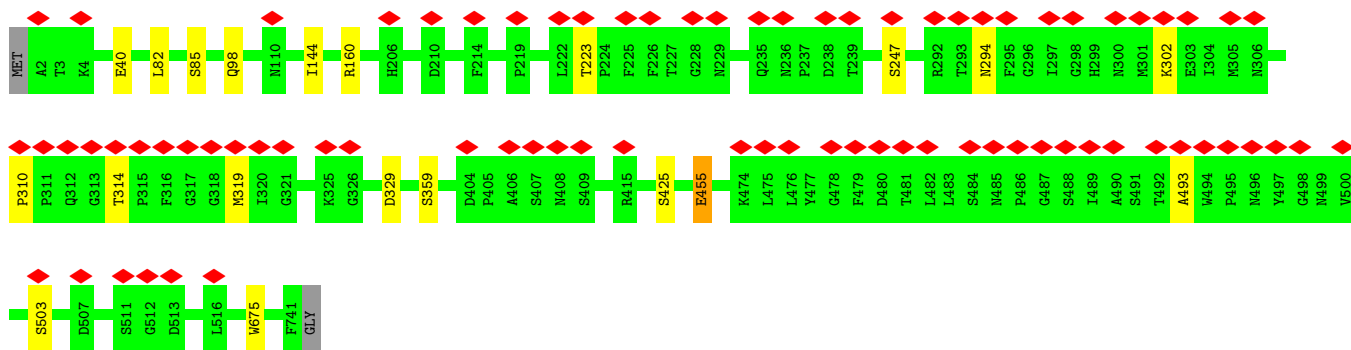 MET A2 T3 K4 E40 L82 S85 Q98 N110 I144 R160 H206 D210 F214 P219 L222 T223 P224 F225 F226 T227 G228 N229 Q235 N236 P237 D238 T239 S247 R292 T293 N294 F295 G296 I297 G298 H299 N300 M301 K302 E303 I304 M305 N306
P310 P311 Q312 G313 T314 P315 F316 G317 G318 M319 I320 G321 K325 G326 D329 S359 D404 P405 A406 S407 N408 S409 R415 S425 E455 K474 L475 L476 Y477 G478 F479 D480 T481 L482 L483 S484 N485 P486 G487 S488 I489 A490 S491 T492 A493 W494 P495 N496 Y497 G498 N499 V500
S503 D507 S511 G512 D513 L516 W675 F741 GLY